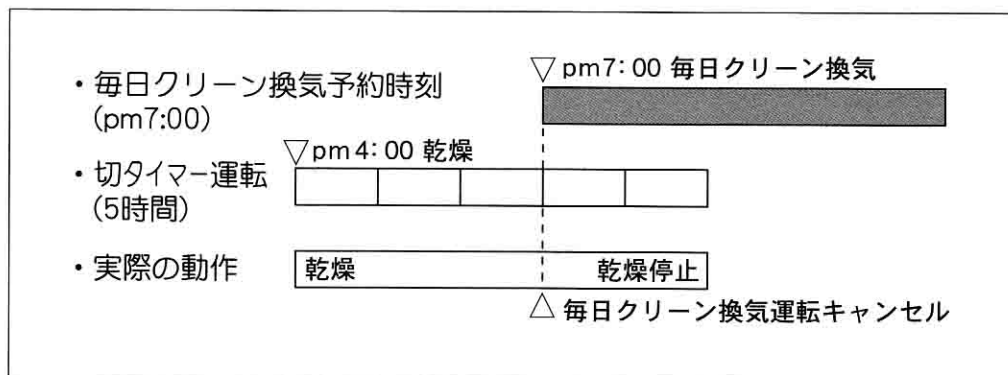 ▽pm7:00 毎日クリーン換気
・毎日クリーン換気予約時刻
(pm7:00)
▽pm4:00 乾燥
・切タイマー運転
(5時間)
・実際の動作
乾燥 乾燥停止
△ 毎日クリーン換気運転キャンセル